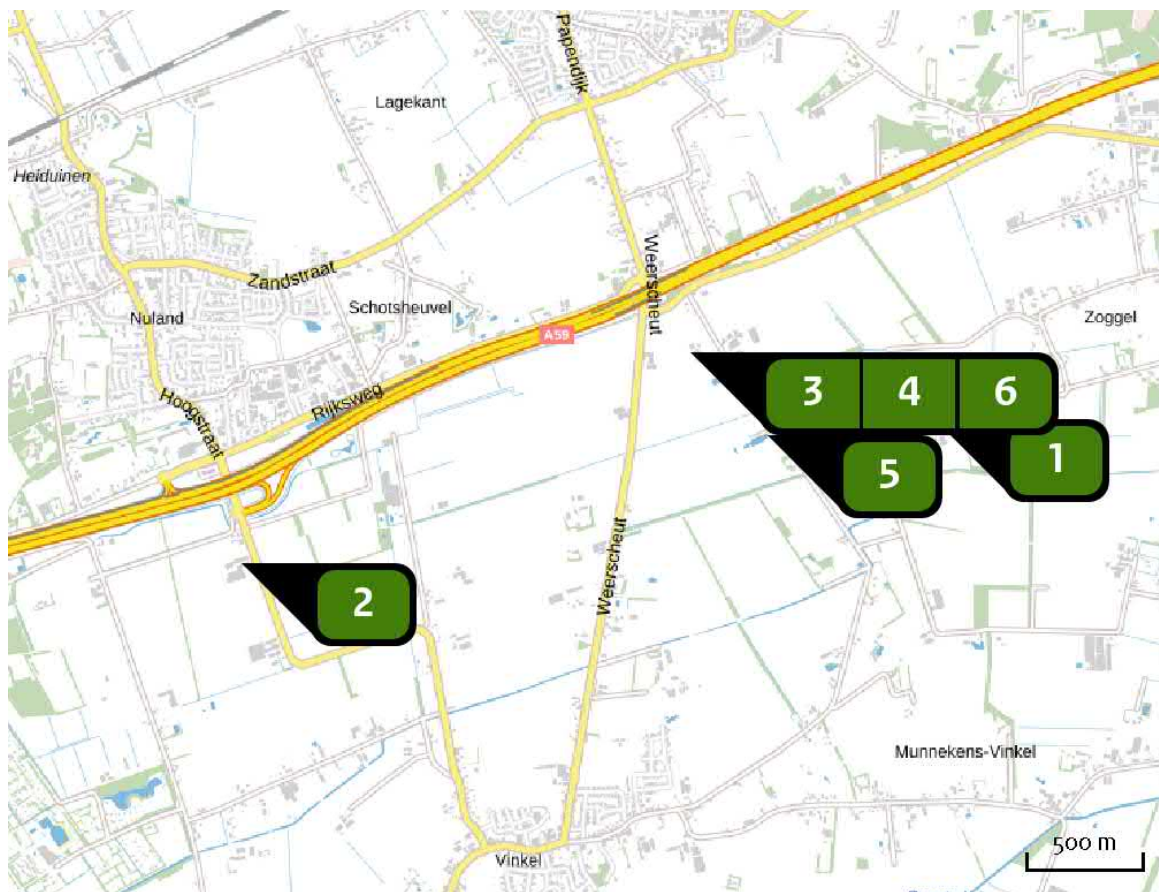 Papendijk
Lagekant
Heiduinen
Weerscheut
Zandstraat
Schotsheuvel
Nuland
Zoggel
A59
Rijksweg
Hoogstraat
3 4 6
1
5
2
Weerscheut
Munnekens-Vinkel
Vinkel
500 m